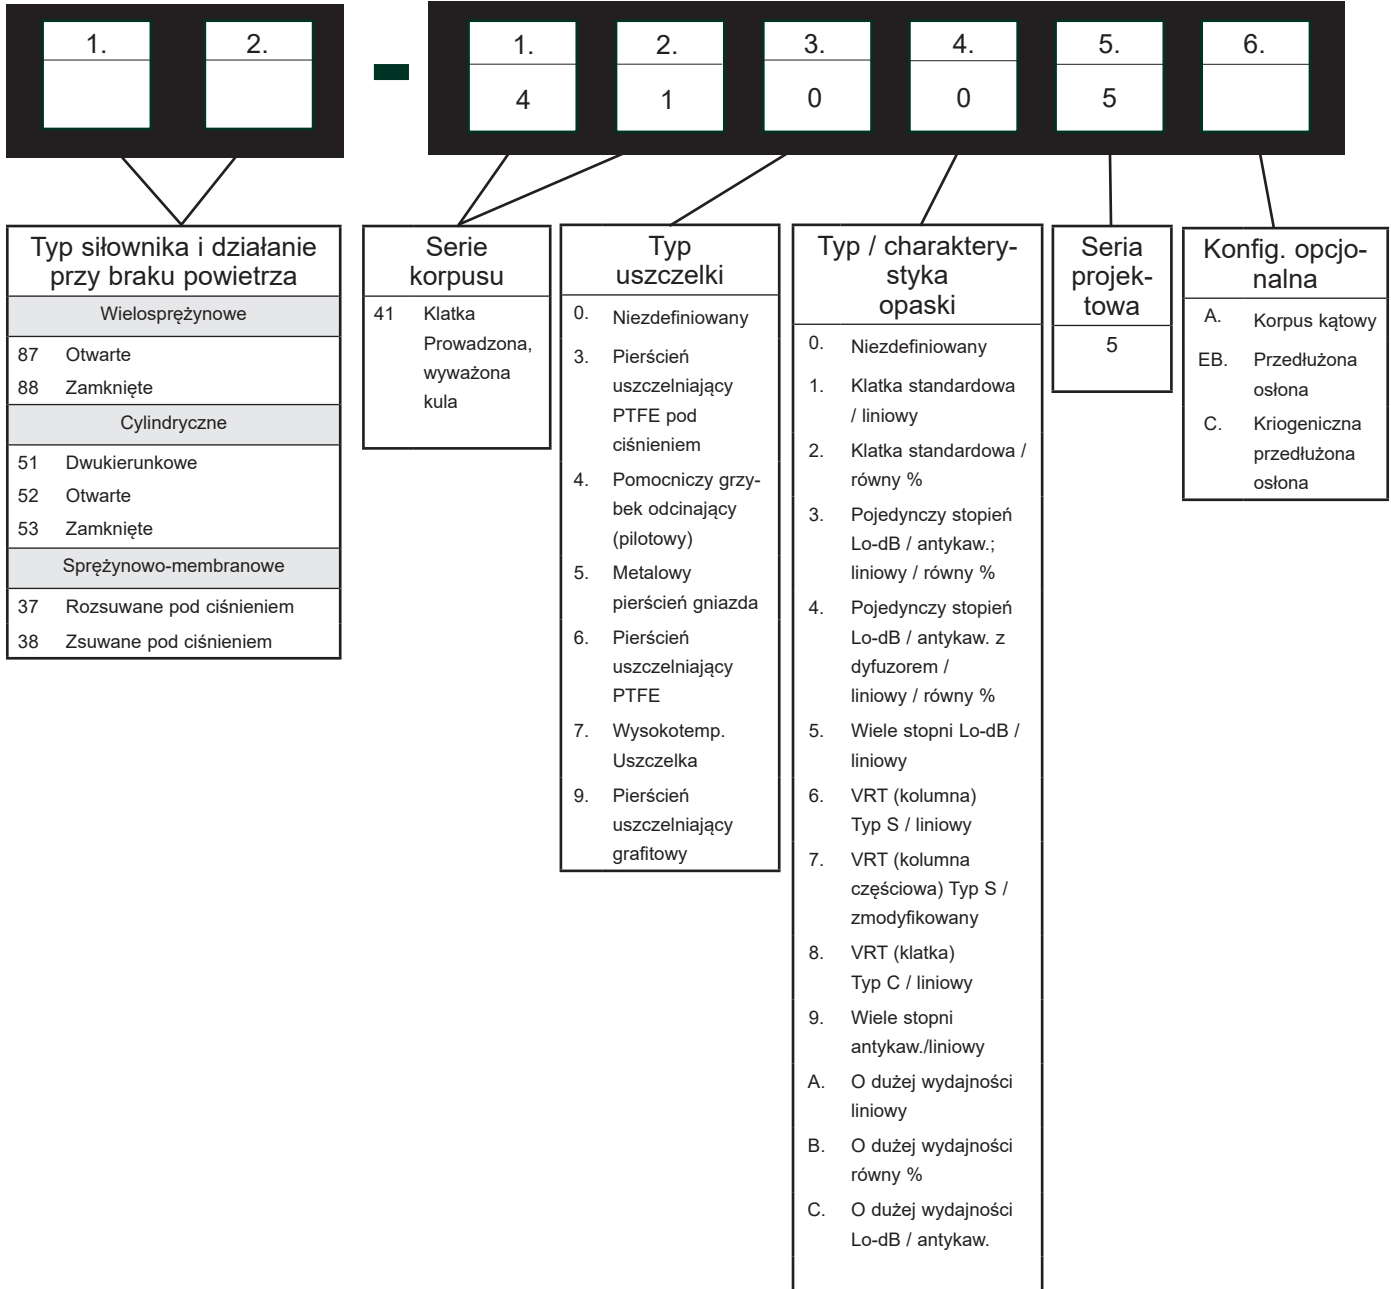 1.
2.
1.
2.
3.
4.
5.
6.
4
1
0
0
5
Typ siłownika i działanie
przy braku powietrza
Wielosprężynowe
87 Otwarte
88 Zamknięte
Cylindryczne
51 Dwukierunkowe
52 Otwarte
53 Zamknięte
Sprężynowo-membranowe
37 Rozsuwane pod ciśnieniem
38 Zsuwane pod ciśnieniem
Serie
korpusu
41 Klatka
Prowadzona,
wyważona
kula
Typ
uszczelki
0. Niezdefiniowany
3. Pierścień
uszczelniający
PTFE pod
ciśnieniem
4. Pomocniczy grzy-
bek odcinający
(pilotowy)
5. Metalowy
pierścień gniazda
6. Pierścień
uszczelniający
PTFE
7. Wysokotemp.
Uszczelka
9. Pierścień
uszczelniający
grafitowy
Typ / charaktery-
styka
opaski
0. Niezdefiniowany
1. Klatka standardowa
/ liniowy
2. Klatka standardowa /
równy %
3. Pojedynczy stopień
Lo-dB / antykaw.;
liniowy / równy %
4. Pojedynczy stopień
Lo-dB / antykaw. z
dyfuzorem /
liniowy / równy %
5. Wiele stopni Lo-dB /
liniowy
6. VRT (kolumna)
Typ S / liniowy
7. VRT (kolumna
częściowa) Typ S /
zmodyfikowany
8. VRT (klatka)
Typ C / liniowy
9. Wiele stopni
antykaw./liniowy
A. O dużej wydajności
liniowy
B. O dużej wydajności
równy %
C. O dużej wydajności
Lo-dB / antykaw.
Seria
projek-
towa
5
Konfig. opcjo-
nalna
A. Korpus kątowy
EB. Przedłużona
osłona
C. Kriogeniczna
przedłużona
osłona